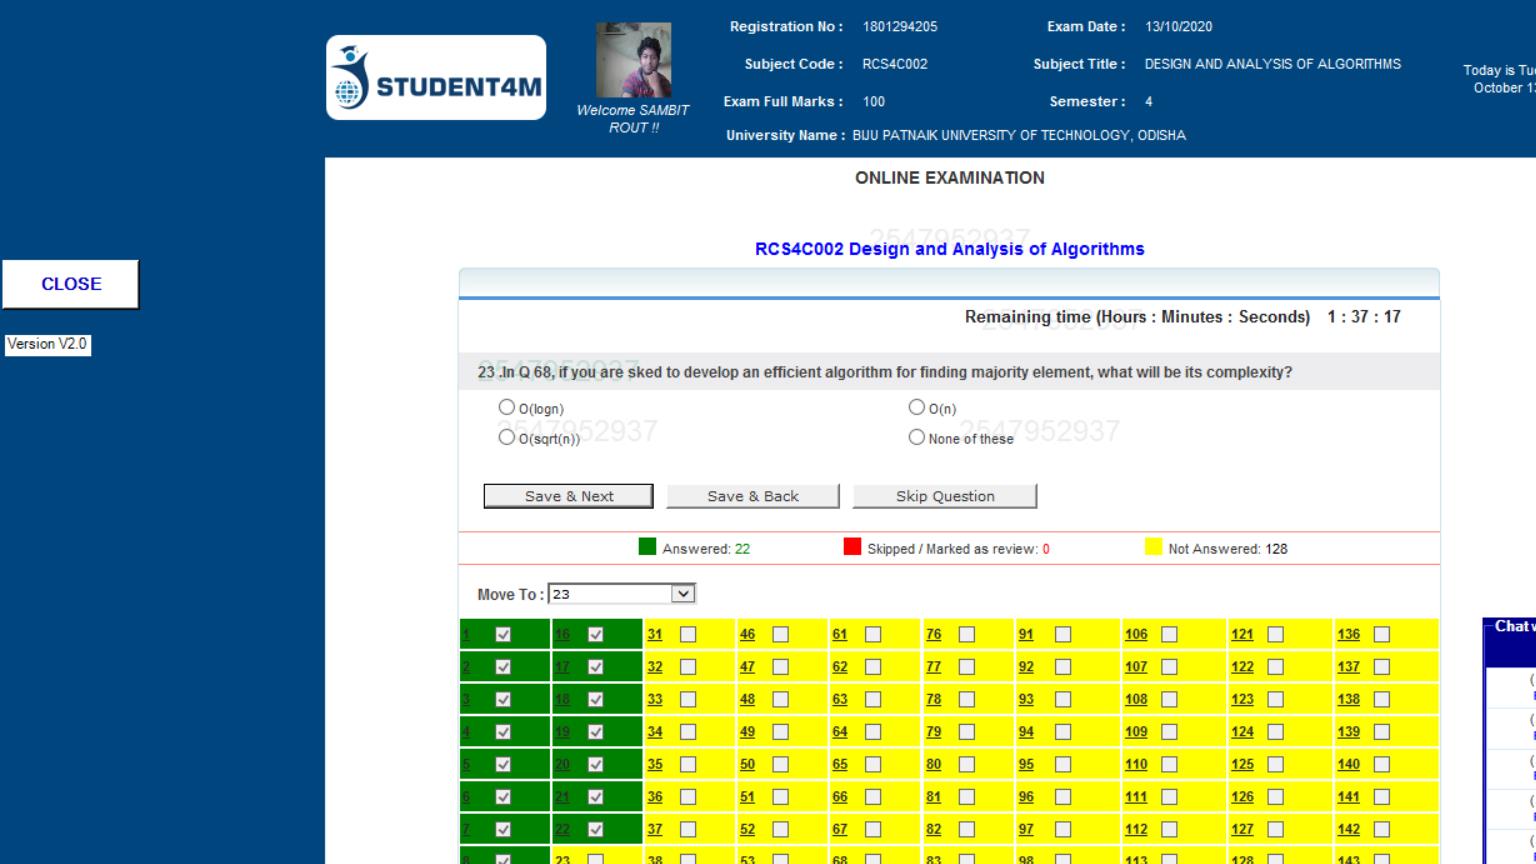 Registration No : 1801294205 Exam Date : 13/10/2020
Subject Code : RCS4C002 Subject Title : DESIGN AND ANALYSIS OF ALGORITHMS
Today is
October
STUDENT4M
Welcome SAMBIT
ROUT !!
Exam Full Marks : 100 Semester : 4
University Name : BIJU PATNAIK UNIVERSITY OF TECHNOLOGY, ODISHA
ONLINE EXAMINATION
2547952937
RCS4C002 Design and Analysis of Algorithms
CLOSE
Version V2.0
Remaining time (Hours : Minutes : Seconds) 1 : 37 : 17
23 .In Q 68, if you are sked to develop an efficient algorithm for finding majority element, what will be its complexity?
O(logn) O(n)
O(sqrt(n)) None of these
2547952937 2547952937
Save & Next Save & Back Skip Question
Answered: 22 Skipped / Marked as review: 0 Not Answered: 128
Move To : 23
1 16 31 46 61 76 91 106 121 136
2 17 32 47 62 77 92 107 122 137
3 18 33 48 63 78 93 108 123 138
4 19 34 49 64 79 94 109 124 139
5 20 35 50 65 80 95 110 125 140
6 21 36 51 66 81 96 111 126 141
7 22 37 52 67 82 97 112 127 142
8 23 38 53 68 83 98 113 128 143
Chat